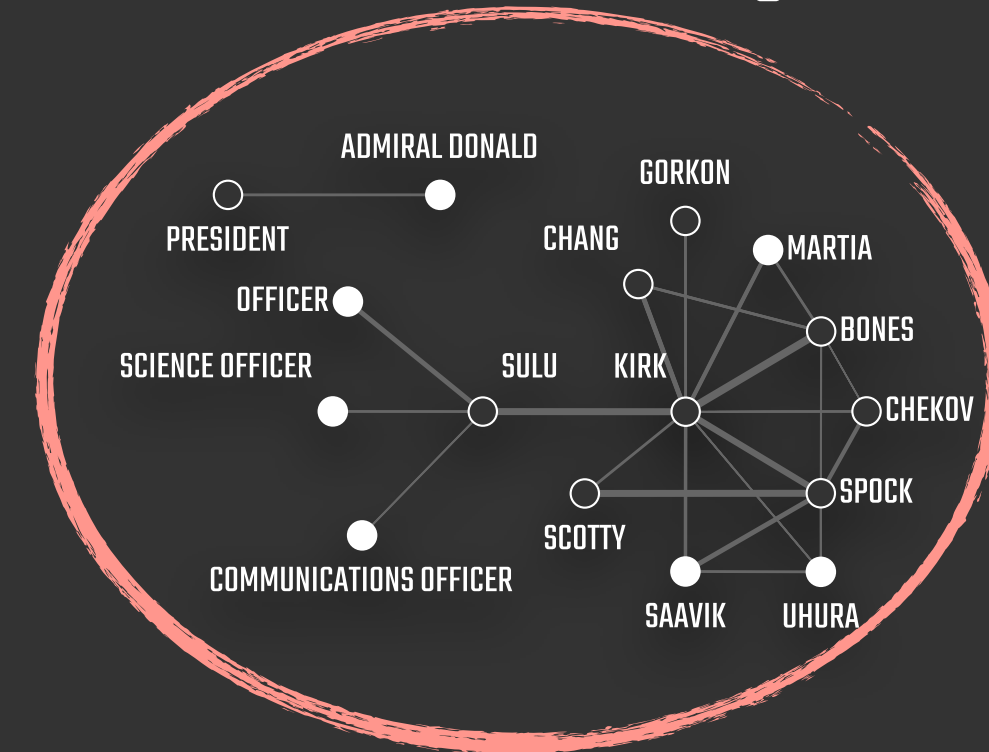 ADMIRAL DONALD
GORKON
PRESIDENT
CHANG
MARTIA
OFFICER
BONES
SCIENCE OFFICER
SULU
KIRK
CHEKOV
SPOCK
SCOTTY
COMMUNICATIONS OFFICER
SAAVIK
UHURA